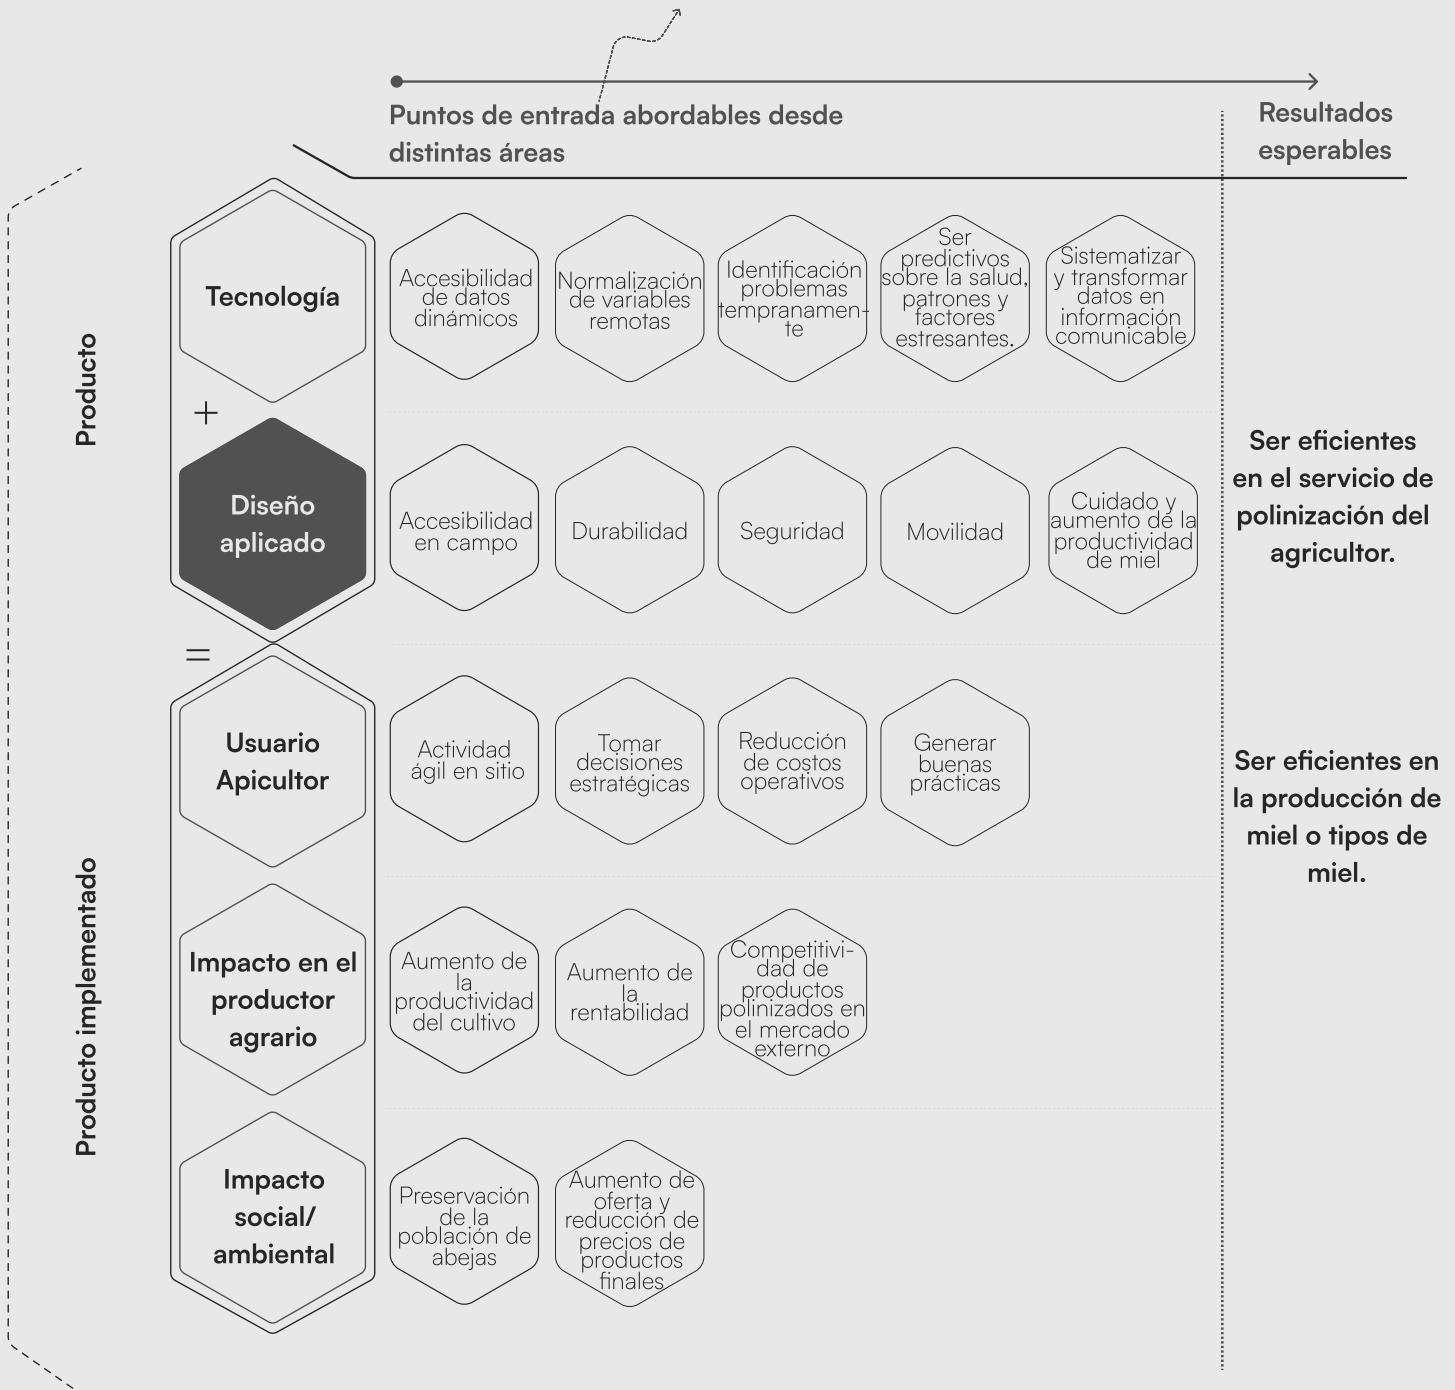 Puntos de entrada abordables desde
distintas áreas
Resultados
esperables
Producto
Tecnología
Accesibilidad
de datos
dinámicos
Normalización
de variables
remotas
Identificación
problemas
tempranamen-
te
Ser
predictivos
sobre la salud,
patrones y
factores
estresantes.
Sistematizar
y transformar
datos en
información
comunicable
+
Diseño
aplicado
Accesibilidad
en campo
Durabilidad
Seguridad
Movilidad
Cuidado y
aumento de la
productividad
de miel
Ser eficientes
en el servicio de
polinización del
agricultor.
=
Producto implementado
Usuario
Apicultor
Actividad
ágil en sitio
Tomar
decisiones
estratégicas
Reducción
de costos
operativos
Generar
buenas
prácticas
Ser eficientes en
la producción de
miel o tipos de
miel.
Impacto en el
productor
agrario
Aumento de
la
productividad
del cultivo
Aumento de
la
rentabilidad
Competitivi-
dad de
productos
polinizados en
el mercado
externo
Impacto
social/
ambiental
Preservación
de la
población de
abejas
Aumento de
oferta y
reducción de
precios de
productos
finales